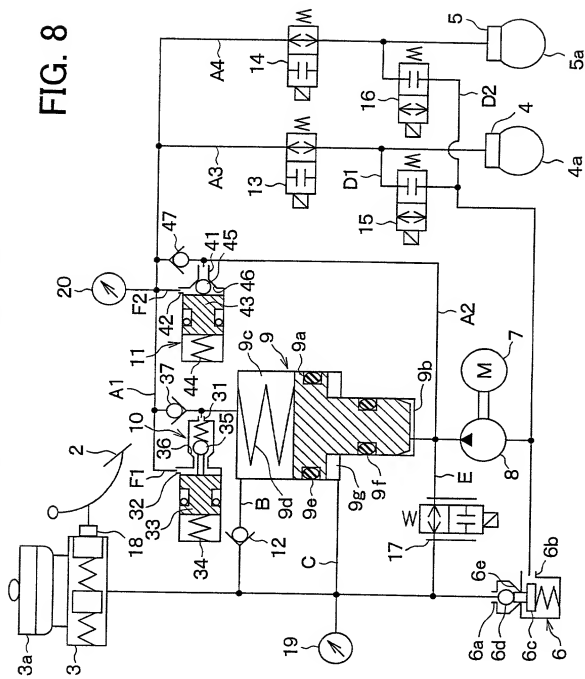 FIG. 8
5
5a
A4
14
W
16
W
D2
4
4a
A3
13
W
D1
15
W
47
41
45
46
20
F2
42
43
11
44
A1
37
10
31
35
36
F1
32
33
34
2
18
3a
3
9c
9
9a
9b
9d
9e
9f
9g
B
12
C
19
A2
M
7
8
E
W
17
6a
6e
6b
6d
6c
6